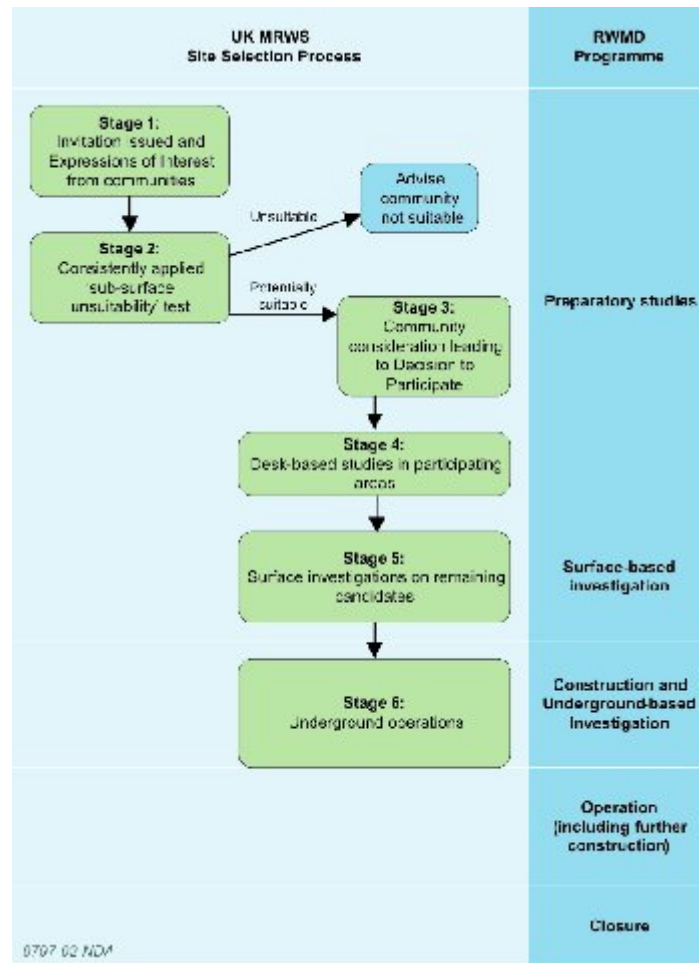 UK MRWS
Site Selection Process
RWMD
Programme
Stage 1:
Invitation issued and
Expressions of Interest
from communities
Unsuitable
Advise
community
not suitable
Stage 2:
Consistently applied
'sub-surface
unsuitability' test
Potentially
suitable
Stage 3:
Community
consideration leading
to Decision to
Participate
Preparatory studies
Stage 4:
Desk-based studies in participating
areas
Stage 5:
Surface investigations on remaining
candidates
Surface-based
investigation
Stage 6:
Underground operations
Construction and
Underground-based
Investigation
Operation
(including further
construction)
Closure